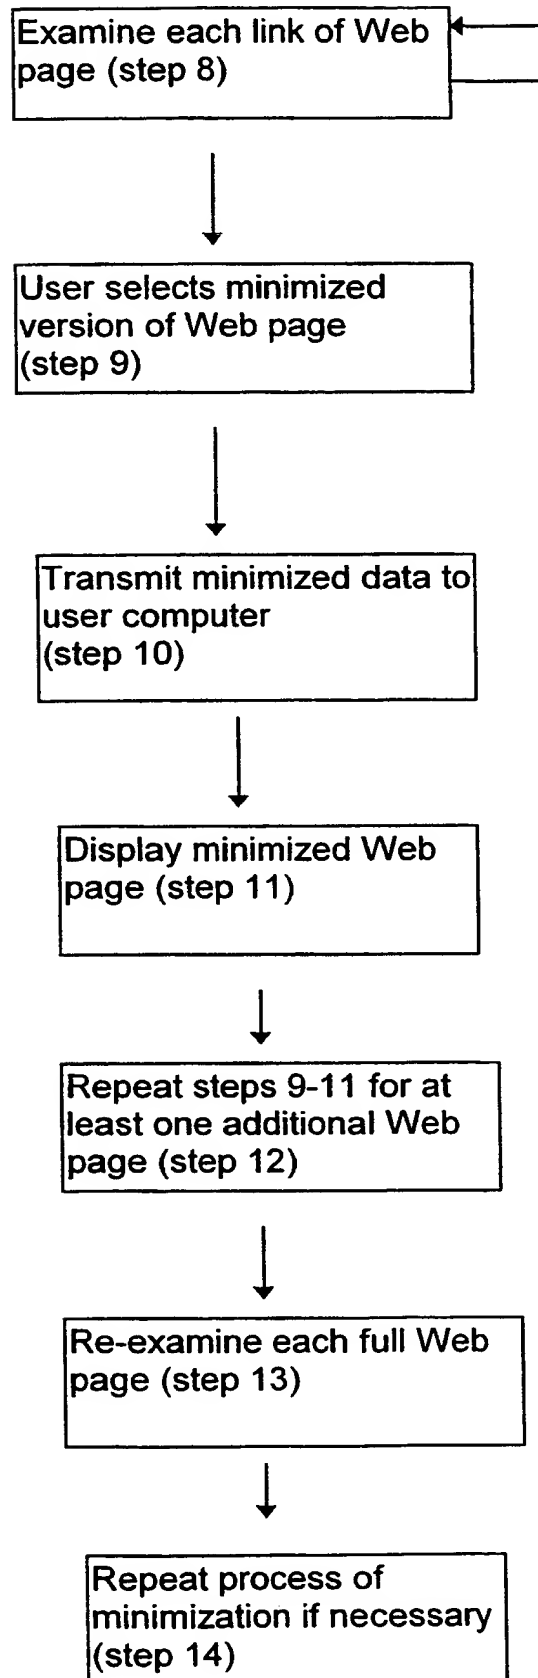 Examine each link of Web
page (step 8)
User selects minimized
version of Web page
(step 9)
Transmit minimized data to
user computer
(step 10)
Display minimized Web
page (step 11)
Repeat steps 9-11 for at
least one additional Web
page (step 12)
Re-examine each full Web
page (step 13)
Repeat process of
minimization if necessary
(step 14)